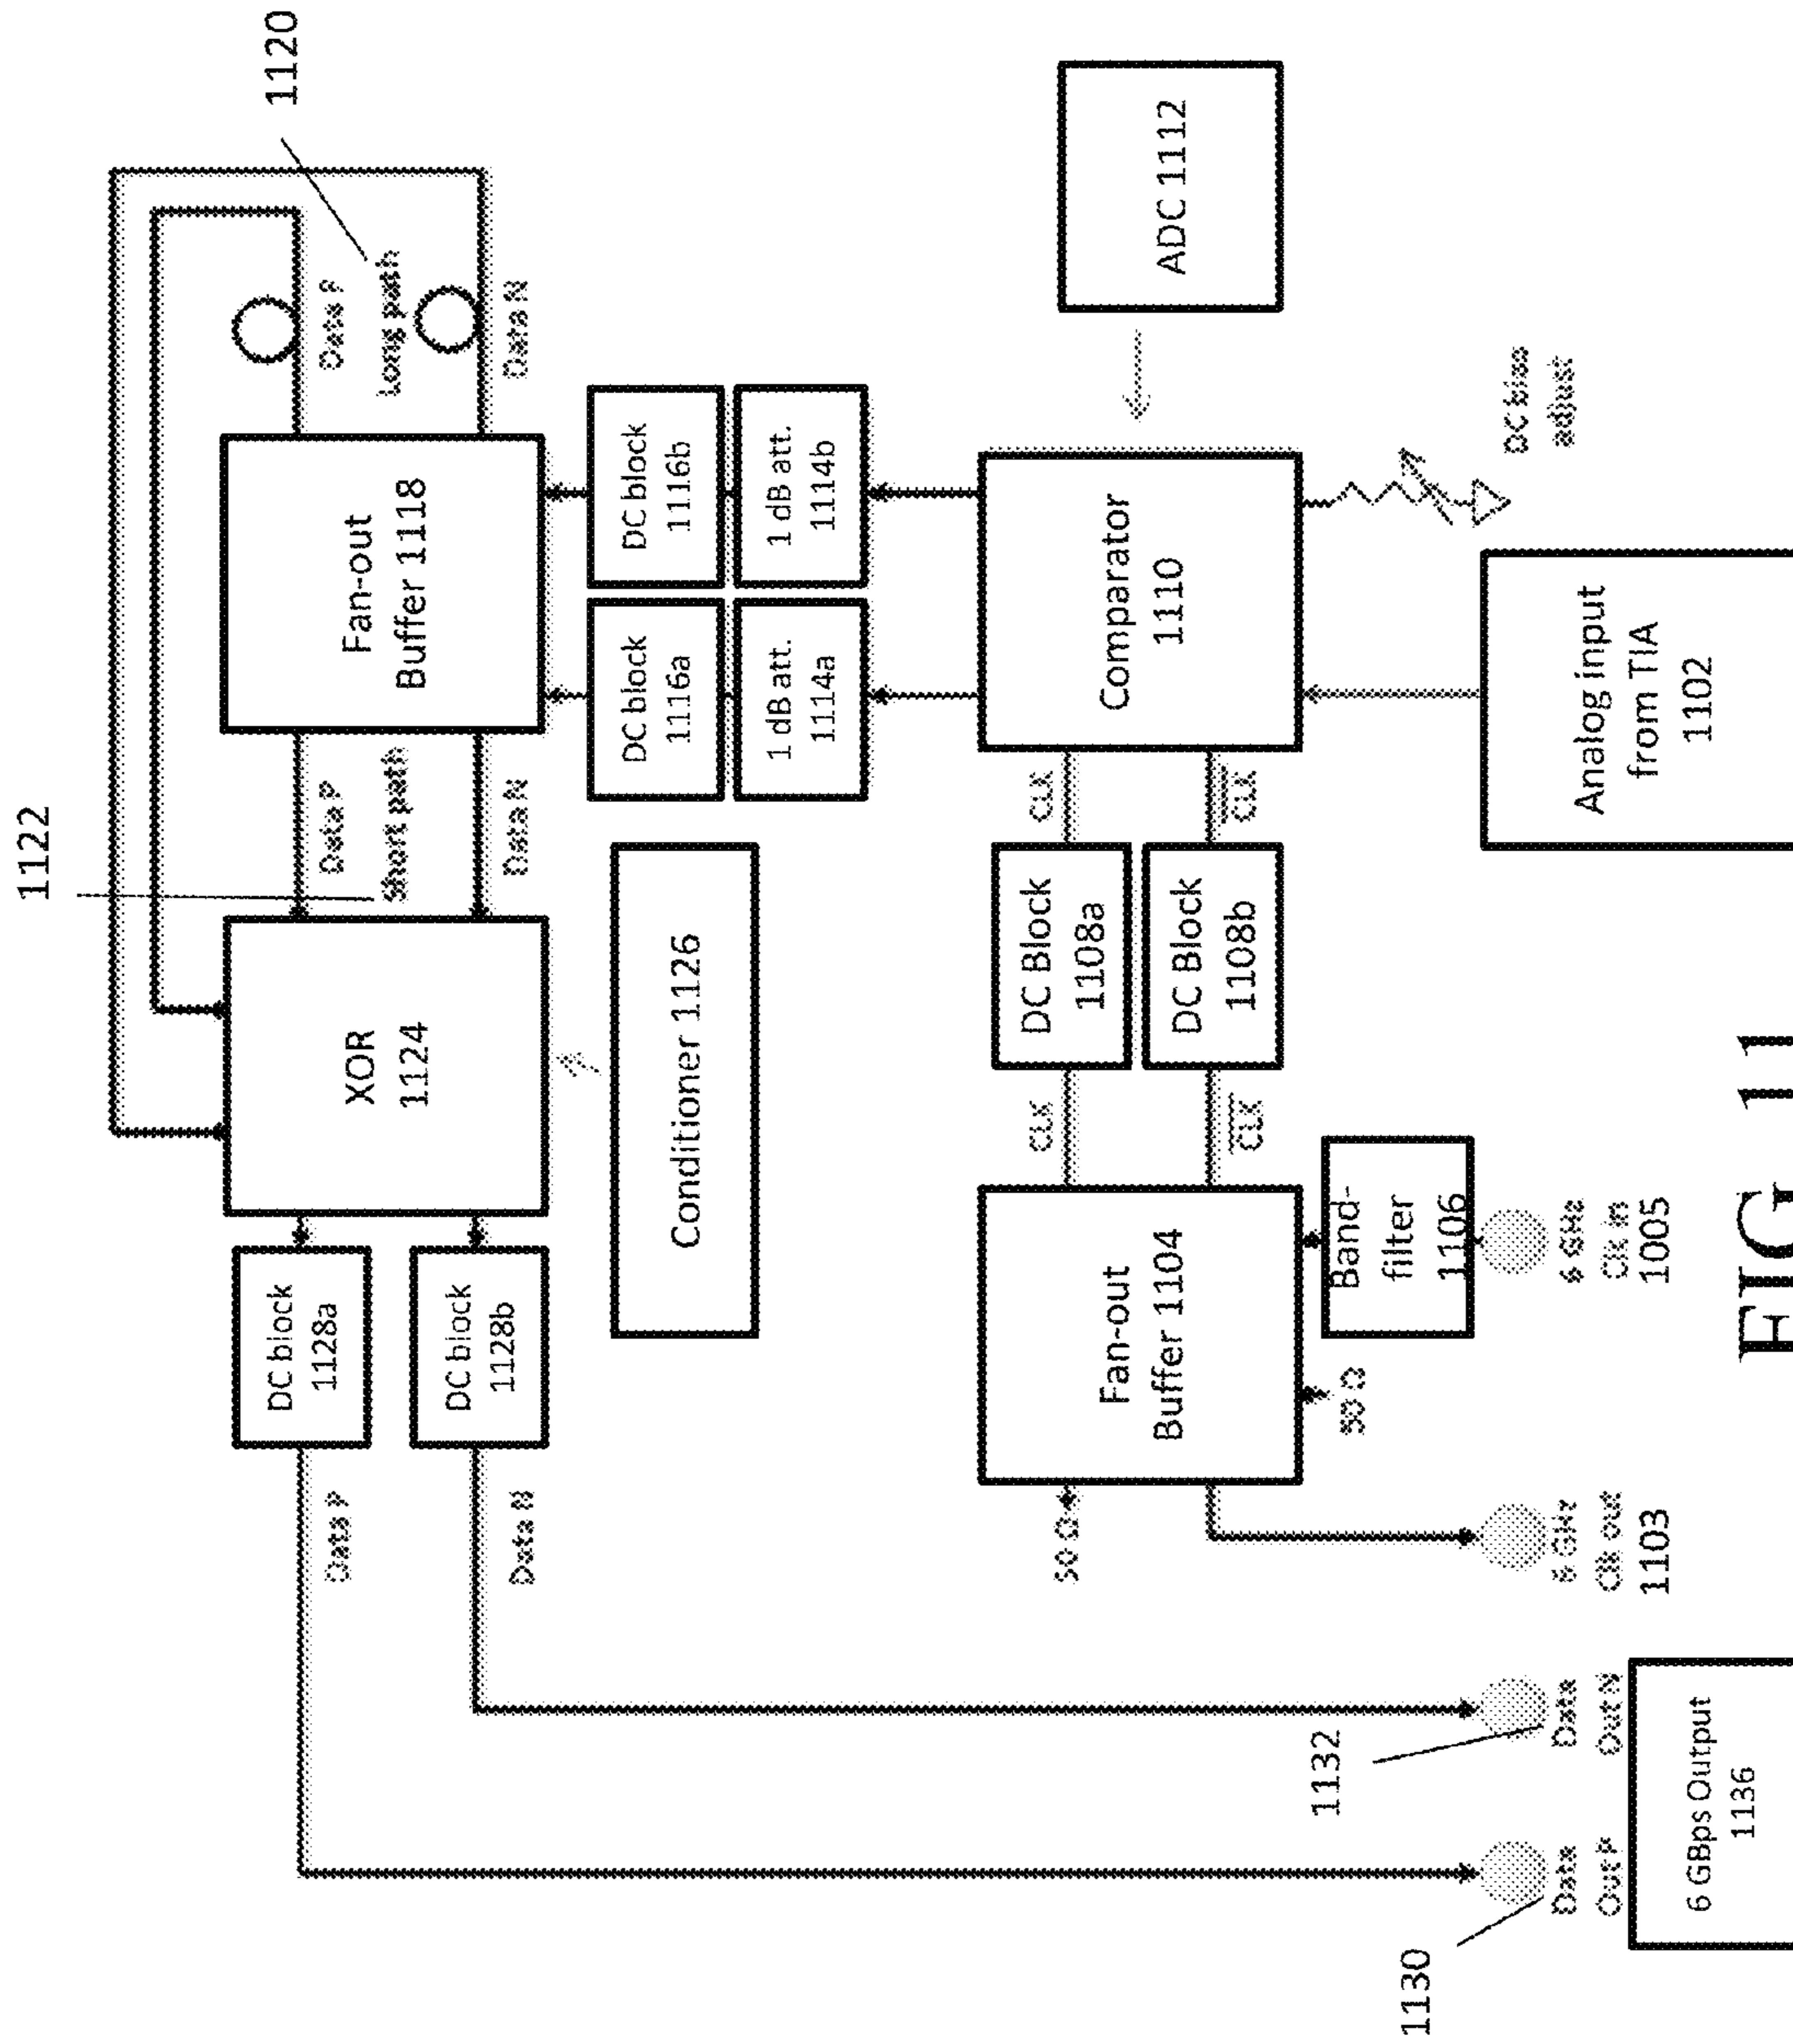 1122
1120
Data P
Short path
Data N
Data P
Long path
Data N
DC block
1128a
DC block
1128b
XOR
1124
Fan-out
Buffer 1118
Data P
Data N
Conditioner 1126
DC block
1116a
DC block
1116b
1 dB att.
1114a
1 dB att.
1114b
50 Ω
Fan-out
Buffer 1104
CLK
CLK
DC Block
1108a
DC Block
1108b
CLK
CLK
Comparator
1110
ADC 1112
50 Ω
Band-
filter
1106
DC bias
adjust
1130
1132
Data
Out P
Data
Out N
6 GHz
Clk out
1103
6 GHz
Clk in
1005
Analog input
from TIA
1102
6 GBps Output
1136
FIG 11